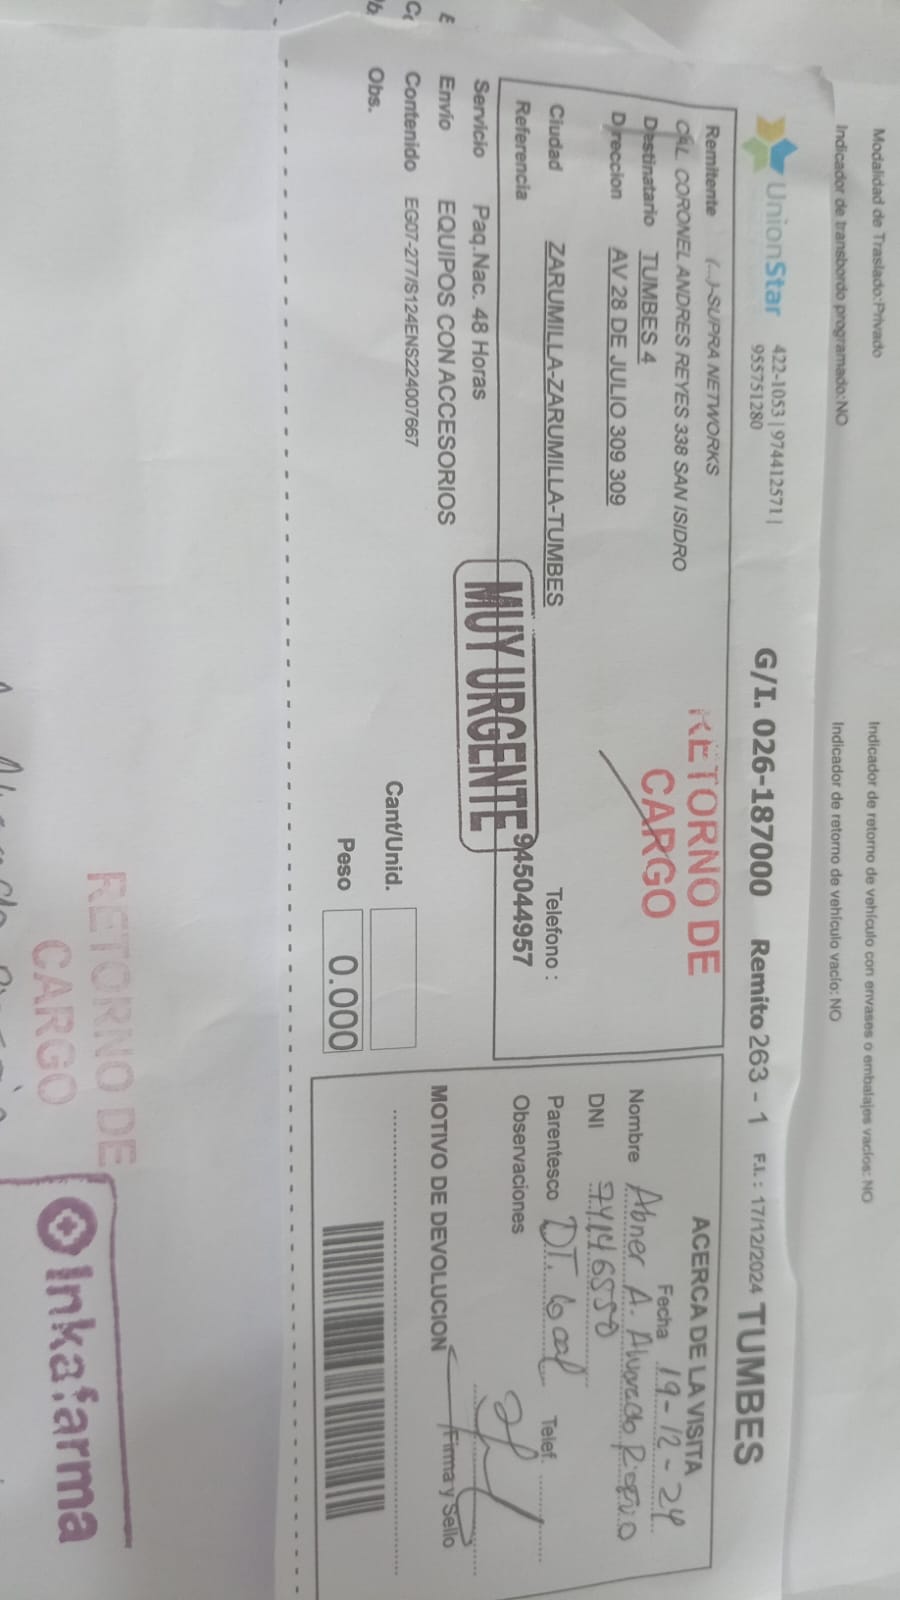 Modalidad de Traslado:Privado
Indicador de retorno de vehículo con envases o embalajes vacíos: NO
Indicador de transbordo programado:NO
Indicador de retorno de vehículo vacío: NO
UnionStar
422-1053 | 974412571 |
955751280
G/I. 026-187000
Remito 263 - 1
F.I. : 17/12/2024
TUMBES
Remitente (...)-SUPRA NETWORKS
CAL CORONEL ANDRES REYES 338 SAN ISIDRO
Destinatario TUMBES 4
Direccion AV 28 DE JULIO 309 309
Ciudad ZARUMILLA-ZARUMILLA-TUMBES
Telefono :
Referencia
945044957
RETORNO DE
CARGO
MUY URGENTE
Servicio Paq.Nac. 48 Horas
Envío EQUIPOS CON ACCESORIOS
Contenido EG07-277/S124ENS224007667
Cant/Unid.
Obs.
Peso 0.000
ACERCA DE LA VISITA
Fecha 19-12-24
Nombre Abner A. Alvarado
DNI
Parentesco DT. local Telef.
Observaciones
MOTIVO DE DEVOLUCION
Firma y Sello
RETORNO DE
CARGO
Inkafarma